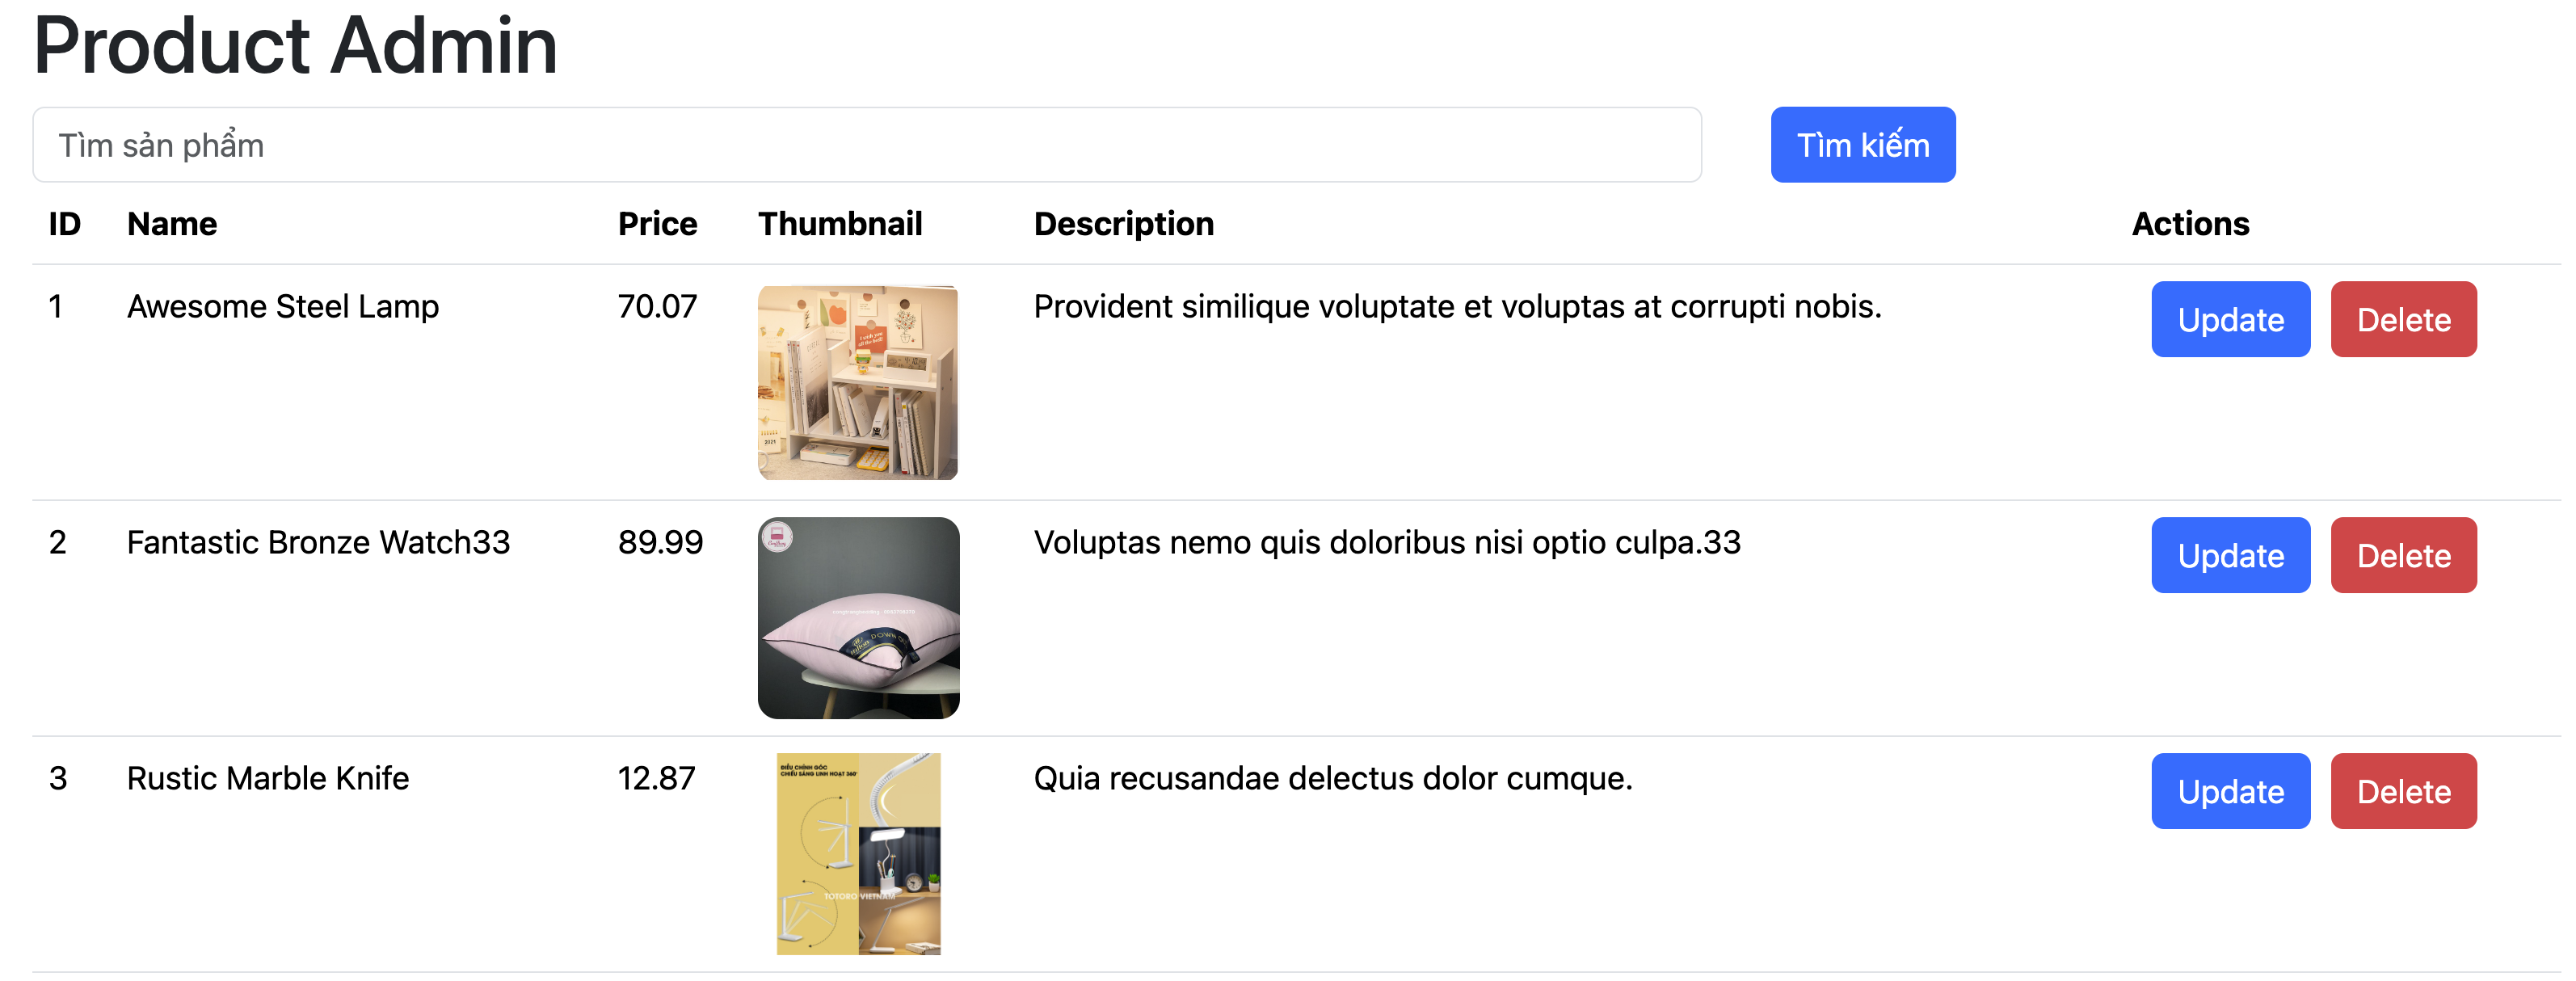 Product Admin
Tìm sản phẩm Tìm kiếm
ID Name Price Thumbnail Description Actions
1 Awesome Steel Lamp 70.07 Provident similique voluptate et voluptas at corrupti nobis. Update Delete
2021
2 Fantastic Bronze Watch33 89.99 Voluptas nemo quis doloribus nisi optio culpa.33 Update Delete
3 Rustic Marble Knife 12.87 Quia recusandae delectus dolor cumque. Update Delete
ĐIỀU CHỈNH GÓC
CHIẾU SÁNG LINH HOẠT 360°
TOTORO VIETNAM